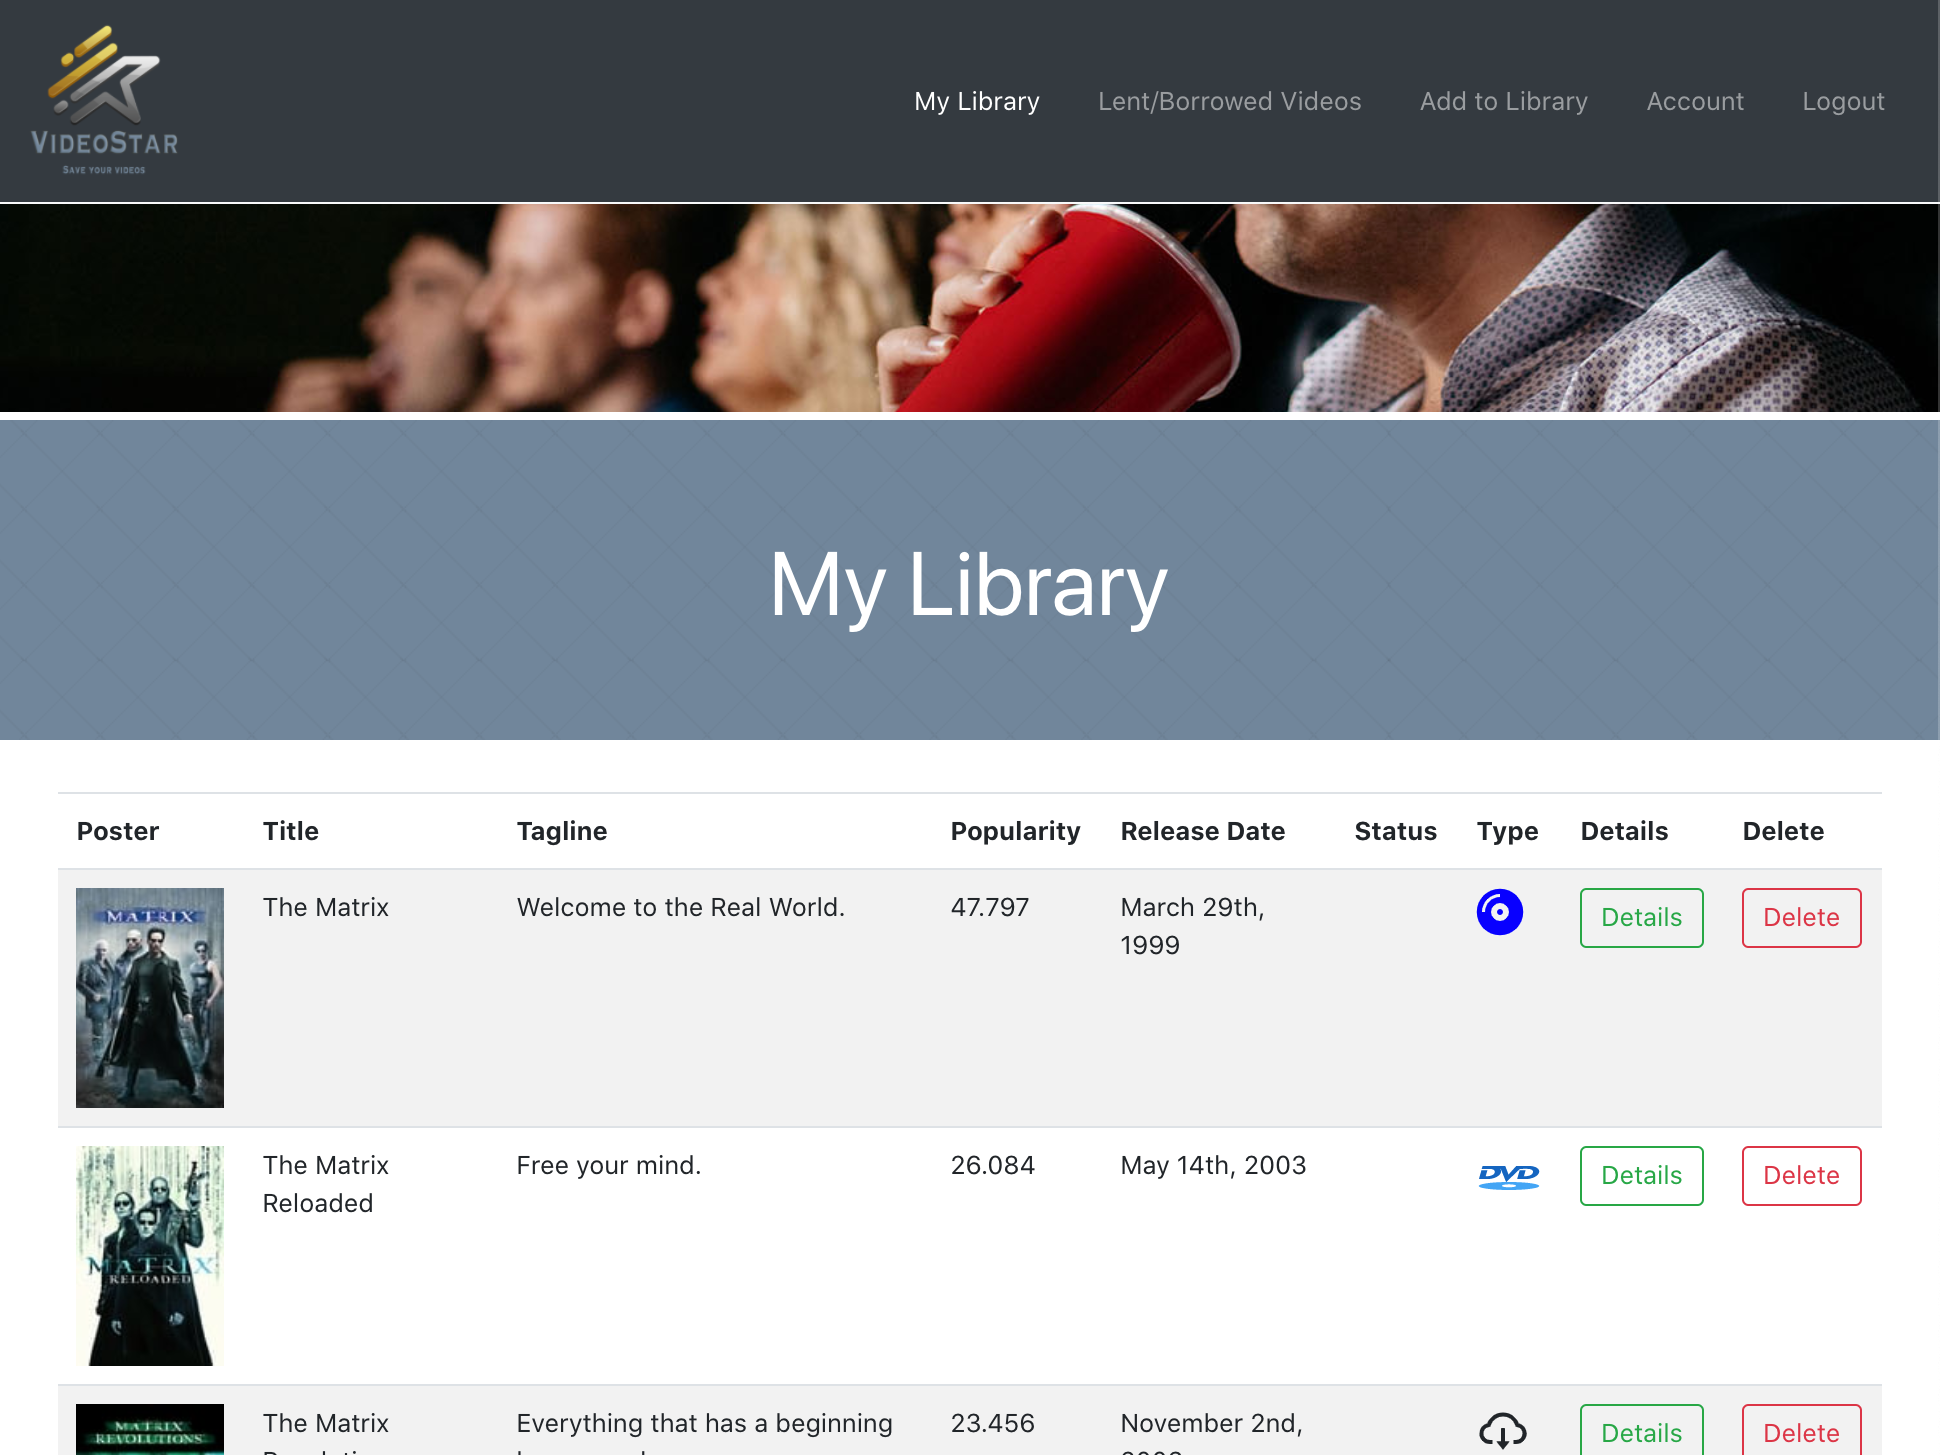 VIDEOSTAR
SAVE YOUR VIDEOS
My Library Lent/Borrowed Videos Add to Library Account Logout
My Library
Poster Title Tagline Popularity Release Date Status Type Details Delete
MATRIX
The Matrix Welcome to the Real World. 47.797 March 29th, Details Delete
1999
The Matrix Free your mind. 26.084 May 14th, 2003 DVD Details Delete
Reloaded
MATRIX
RELOADED
MATRIX
REVOLUTIONS
The Matrix Everything that has a beginning 23.456 November 2nd, Details Delete